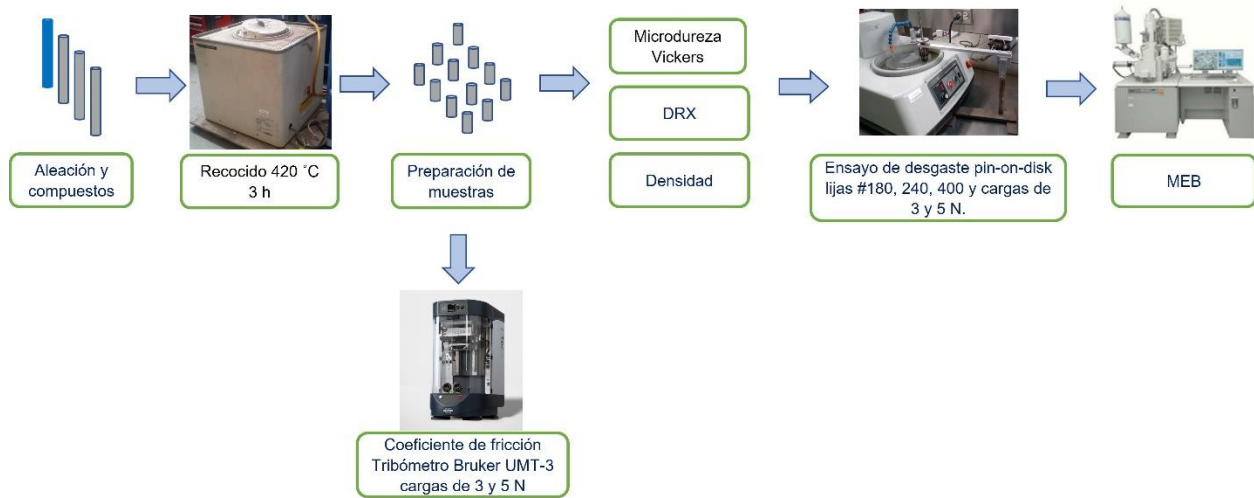 Aleación y
compuestos
Recocido 420 ˚C
3 h
Preparación de
muestras
Microdureza
Vickers
DRX
Densidad
Ensayo de desgaste pin-on-disk
lijas #180, 240, 400 y cargas de
3 y 5 N.
MEB
Coeficiente de fricción
Tribómetro Bruker UMT-3
cargas de 3 y 5 N